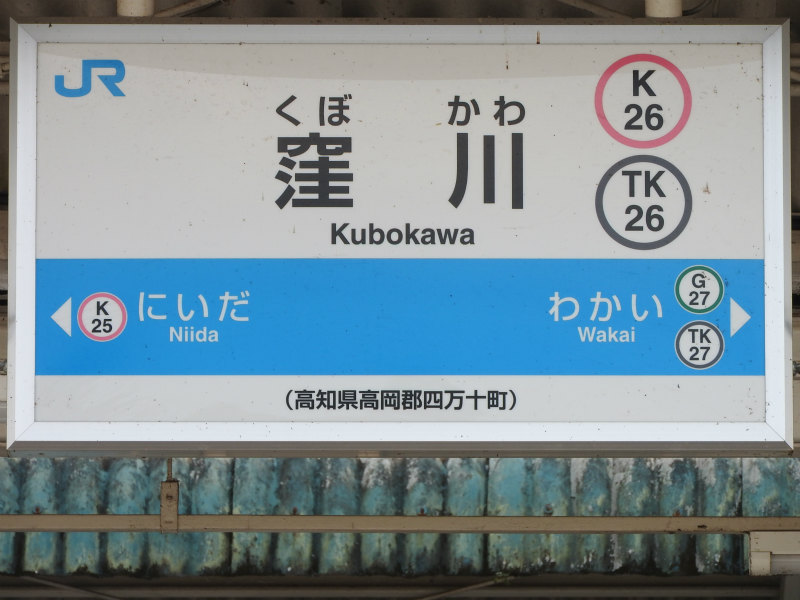 JR
くぼ かわ
窪 川
Kubokawa
K
26
TK
26
K
25
にいだ
Niida
わかい
Wakai
G
27
TK
27
（高知県高岡郡四万十町）